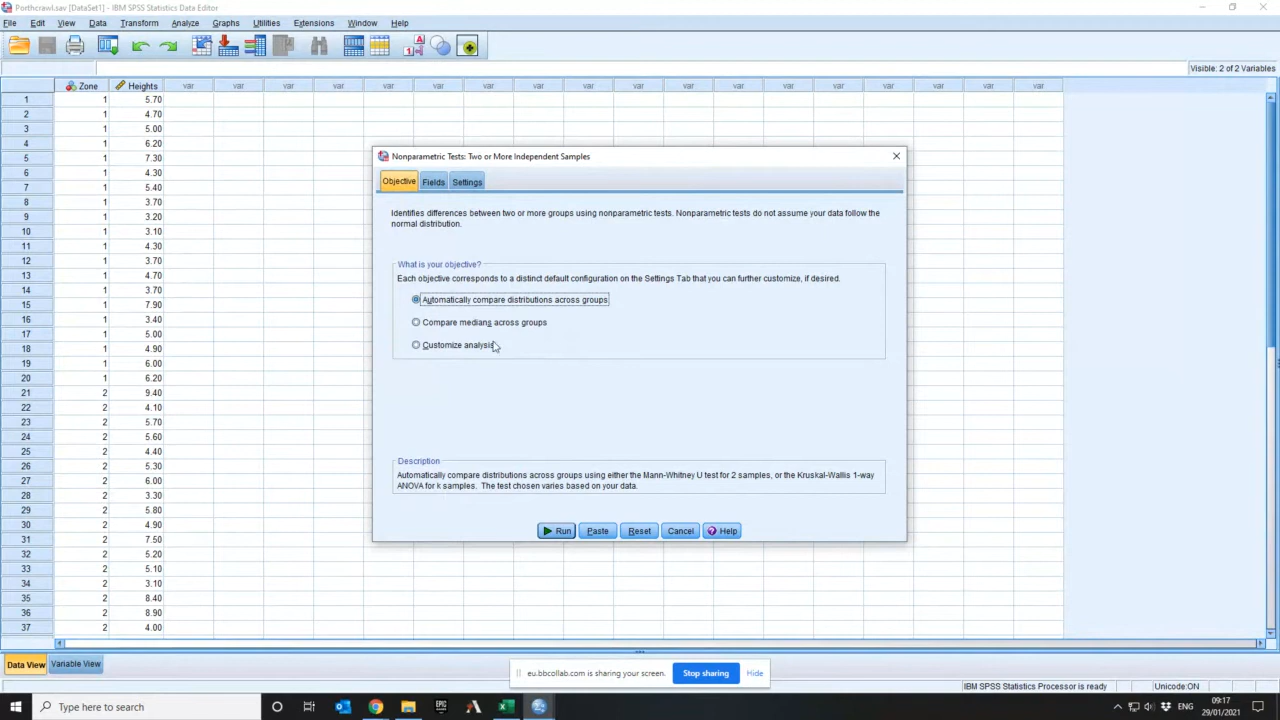 Porthcrawl.sav [DataSet1] - IBM SPSS Statistics Data Editor
File Edit View Data Transform Analyze Graphs Utilities Extensions Window Help
Visible: 2 of 2 Variables
Zone Heights var var var var var var var var var var var var var var var var var var
1 1 5.70
2 1 4.70
3 1 5.00
4 1 6.20
5 1 7.30
6 1 4.30
7 1 5.40
8 1 3.70
9 1 3.20
10 1 3.10
11 1 4.30
12 1 3.70
13 1 4.70
14 1 3.70
15 1 7.90
16 1 3.40
17 1 5.00
18 1 4.90
19 1 6.00
20 1 6.20
21 2 9.40
22 2 4.10
23 2 5.70
24 2 5.60
25 2 4.40
26 2 5.30
27 2 6.00
28 2 3.30
29 2 5.80
30 2 4.90
31 2 7.50
32 2 5.20
33 2 5.10
34 2 3.10
35 2 8.40
36 2 8.90
37 2 4.00
Nonparametric Tests: Two or More Independent Samples
Objective Fields Settings
Identifies differences between two or more groups using nonparametric tests. Nonparametric tests do not assume your data follow the
normal distribution.
What is your objective?
Each objective corresponds to a distinct default configuration on the Settings Tab that you can further customize, if desired.
Automatically compare distributions across groups
Compare medians across groups
Customize analysis
Description
Automatically compare distributions across groups using either the Mann-Whitney U test for 2 samples, or the Kruskal-Wallis 1-way
ANOVA for k samples. The test chosen varies based on your data.
Run Paste Reset Cancel Help
Data View Variable View
eu.bbcollab.com is sharing your screen. Stop sharing Hide
IBM SPSS Statistics Processor is ready Unicode:ON
Type here to search
EPIC
ENG
09:17
29/01/2021